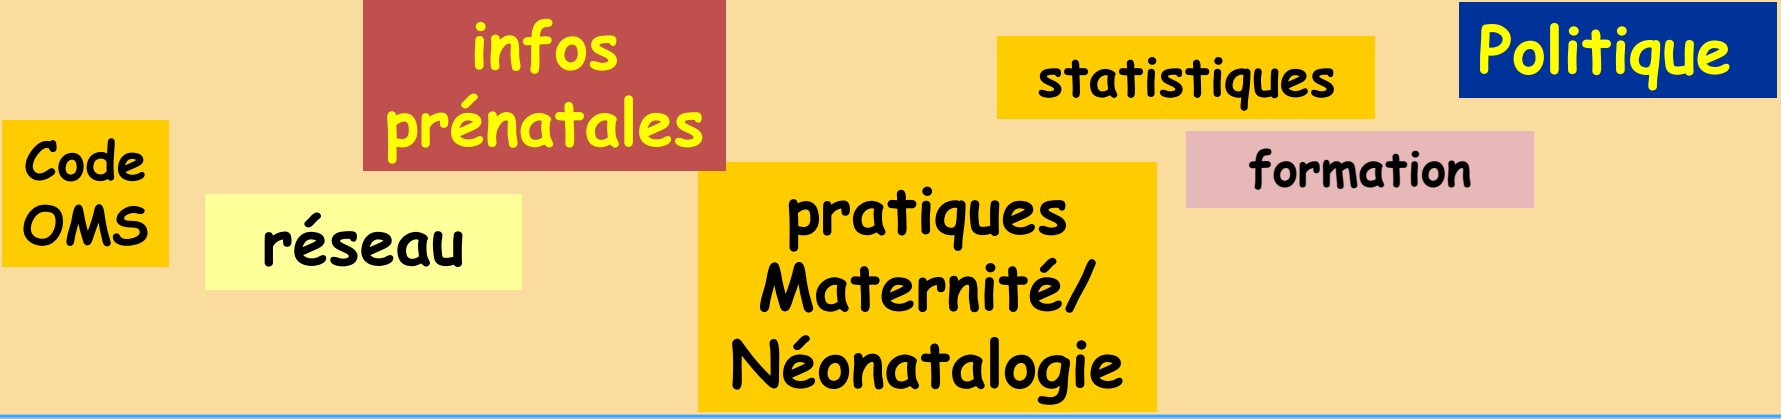 infos
prénatales
statistiques
Politique
Code
OMS
réseau
formation
pratiques
Maternité/
Néonatalogie